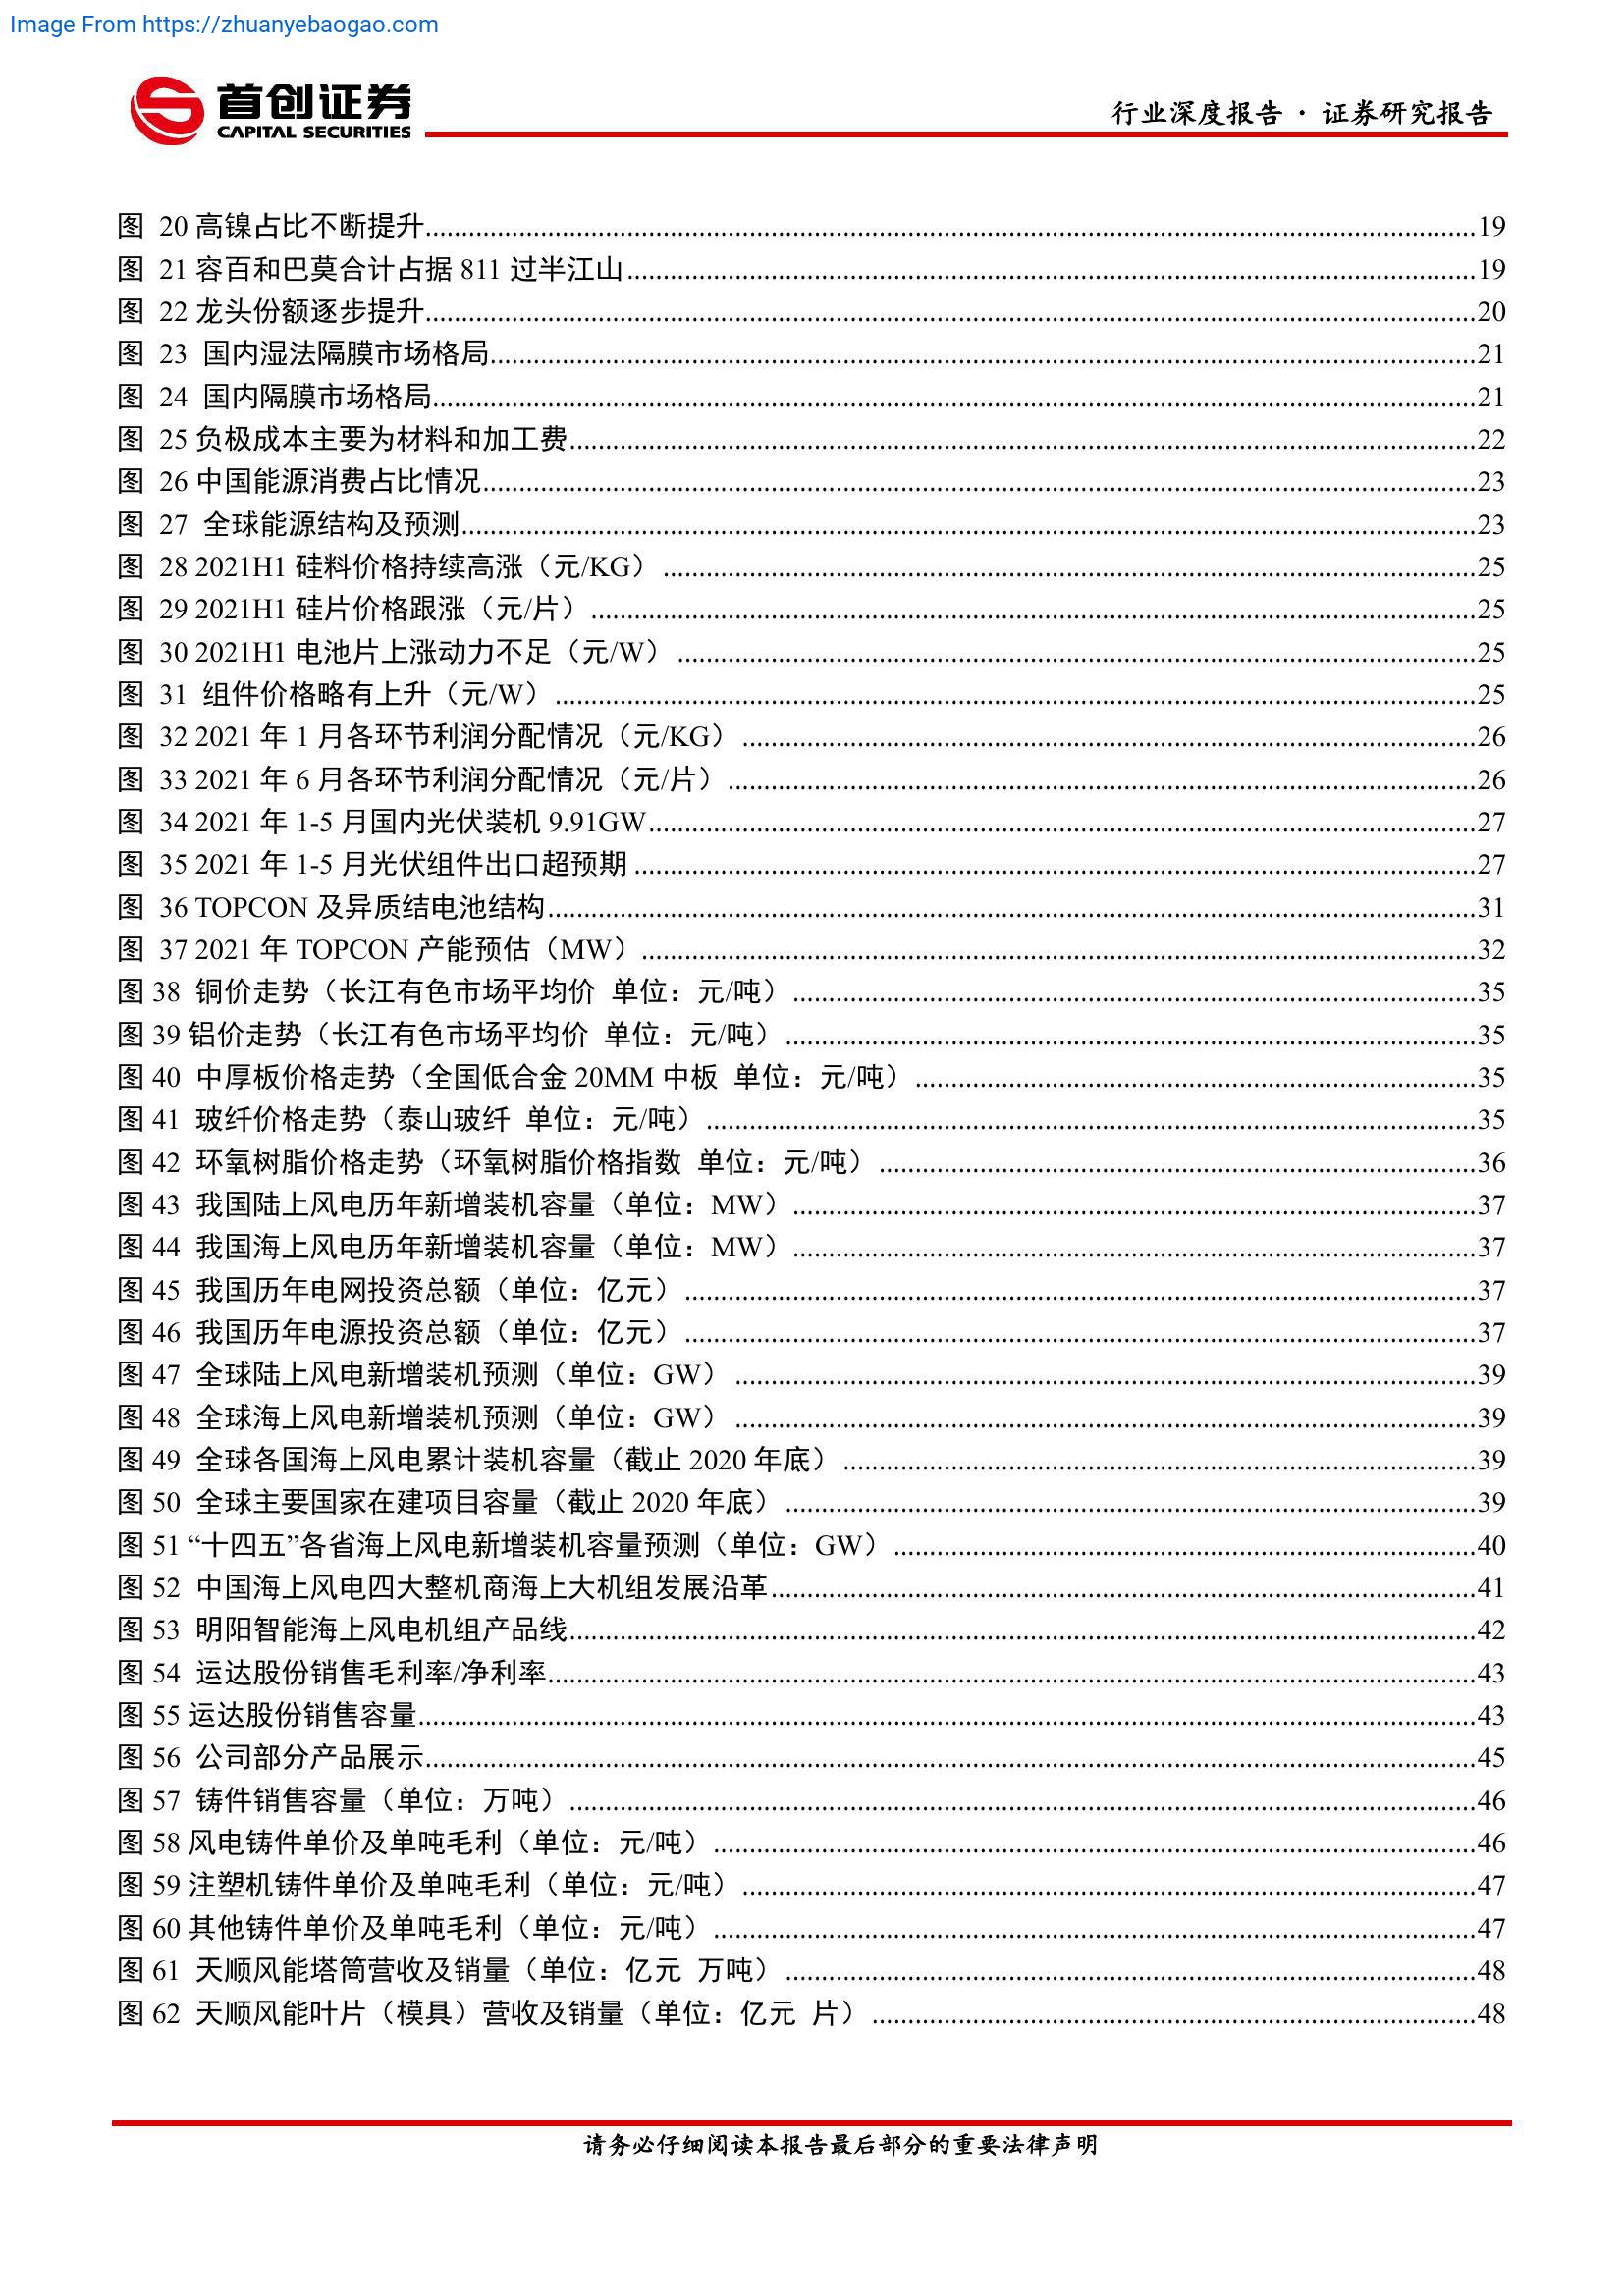 Image From https://zhuanyebaogao.com
首创证券
CAPITAL SECURITIES
行业深度报告 · 证券研究报告
图 20 高镍占比不断提升........................19
图 21 容百和巴莫合计占据 811 过半江山........................19
图 22 龙头份额逐步提升........................20
图 23 国内湿法隔膜市场格局........................21
图 24 国内隔膜市场格局........................21
图 25 负极成本主要为材料和加工费........................22
图 26 中国能源消费占比情况........................23
图 27 全球能源结构及预测........................23
图 28 2021H1 硅料价格持续高涨（元/KG）........................25
图 29 2021H1 硅片价格跟涨（元/片）........................25
图 30 2021H1 电池片上涨动力不足（元/W）........................25
图 31 组件价格略有上升（元/W）........................25
图 32 2021 年 1 月各环节利润分配情况（元/KG）........................26
图 33 2021 年 6 月各环节利润分配情况（元/片）........................26
图 34 2021 年 1-5 月国内光伏装机 9.91GW........................27
图 35 2021 年 1-5 月光伏组件出口超预期........................27
图 36 TOPCON 及异质结电池结构........................31
图 37 2021 年 TOPCON 产能预估（MW）........................32
图 38 铜价走势（长江有色市场平均价 单位：元/吨）........................35
图 39 铝价走势（长江有色市场平均价 单位：元/吨）........................35
图 40 中厚板价格走势（全国低合金 20MM 中板 单位：元/吨）........................35
图 41 玻纤价格走势（泰山玻纤 单位：元/吨）........................35
图 42 环氧树脂价格走势（环氧树脂价格指数 单位：元/吨）........................36
图 43 我国陆上风电历年新增装机容量（单位：MW）........................37
图 44 我国海上风电历年新增装机容量（单位：MW）........................37
图 45 我国历年电网投资总额（单位：亿元）........................37
图 46 我国历年电源投资总额（单位：亿元）........................37
图 47 全球陆上风电新增装机预测（单位：GW）........................39
图 48 全球海上风电新增装机预测（单位：GW）........................39
图 49 全球各国海上风电累计装机容量（截止 2020 年底）........................39
图 50 全球主要国家在建项目容量（截止 2020 年底）........................39
图 51 “十四五”各省海上风电新增装机容量预测（单位：GW）........................40
图 52 中国海上风电四大整机商海上大机组发展沿革........................41
图 53 明阳智能海上风电机组产品线........................42
图 54 运达股份销售毛利率/净利率........................43
图 55 运达股份销售容量........................43
图 56 公司部分产品展示........................45
图 57 铸件销售容量（单位：万吨）........................46
图 58 风电铸件单价及单吨毛利（单位：元/吨）........................46
图 59 注塑机铸件单价及单吨毛利（单位：元/吨）........................47
图 60 其他铸件单价及单吨毛利（单位：元/吨）........................47
图 61 天顺风能塔筒营收及销量（单位：亿元 万吨）........................48
图 62 天顺风能叶片（模具）营收及销量（单位：亿元 片）........................48
请务必仔细阅读本报告最后部分的重要法律声明